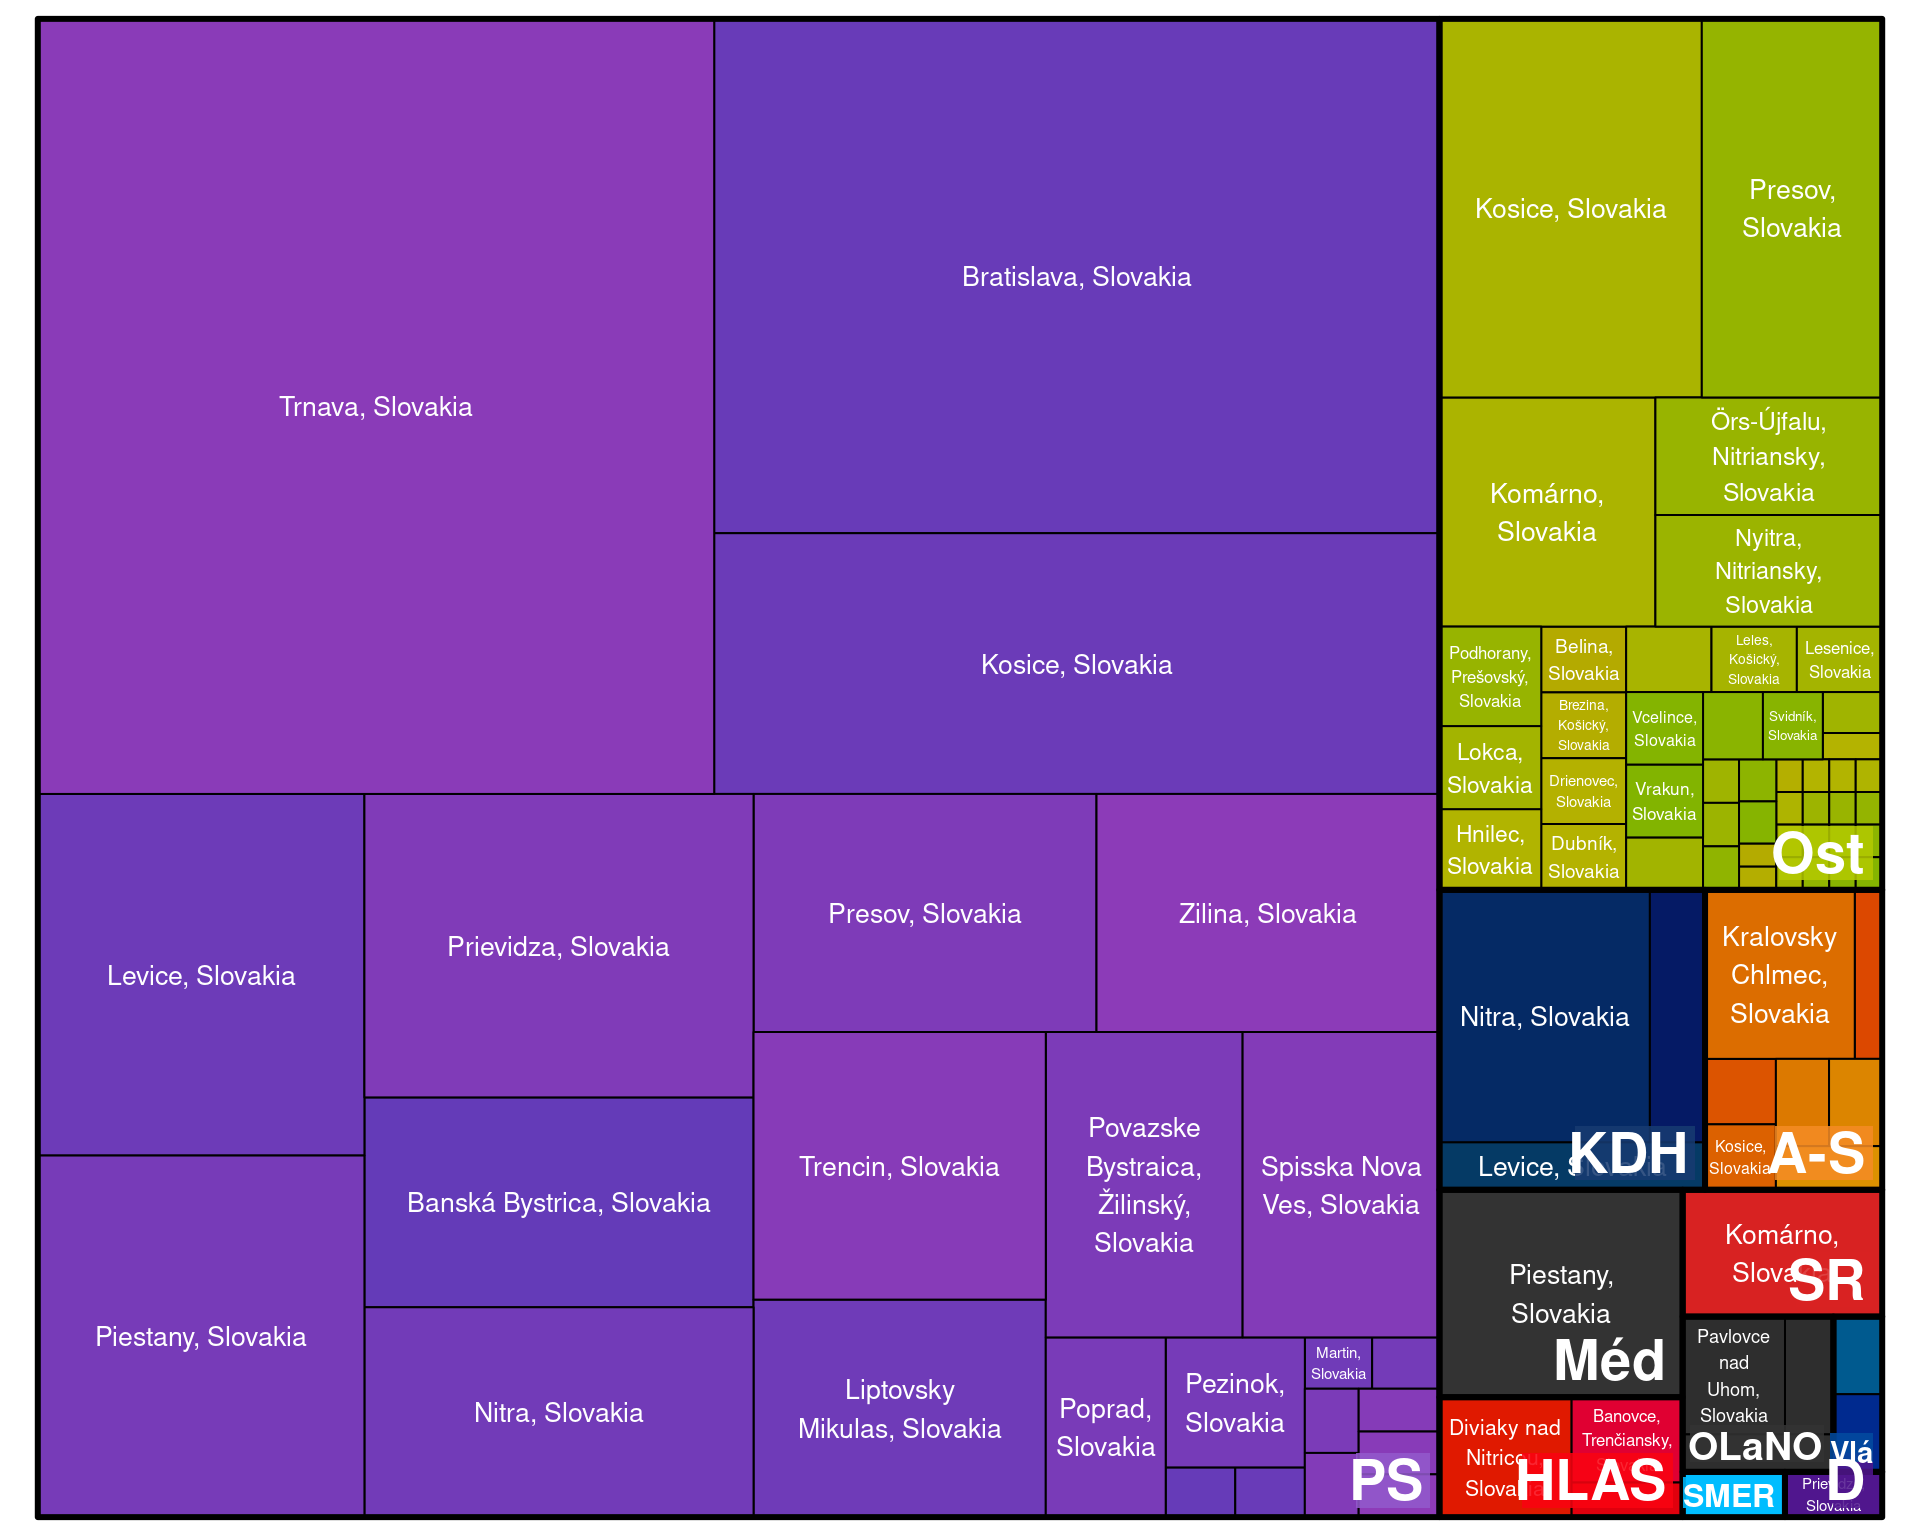 Trnava, Slovakia
Bratislava, Slovakia
Kosice, Slovakia
Levice, Slovakia
Piestany, Slovakia
Prievidza, Slovakia
Banská Bystrica, Slovakia
Nitra, Slovakia
Presov, Slovakia
Zilina, Slovakia
Trencin, Slovakia
Liptovsky
Mikulas, Slovakia
Povazske
Bystraica,
Žilinský,
Slovakia
Spisska Nova
Ves, Slovakia
Poprad,
Slovakia
Pezinok,
Slovakia
Martin,
Slovakia
PS
Kosice, Slovakia
Presov,
Slovakia
Komárno,
Slovakia
Örs-Újfalu,
Nitriansky,
Slovakia
Nyitra,
Nitriansky,
Slovakia
Podhorany,
Prešovský,
Slovakia
Lokca,
Slovakia
Hnilec,
Slovakia
Belina,
Slovakia
Brezina,
Košický,
Slovakia
Drienovec,
Slovakia
Dubník,
Slovakia
Leles,
Košický,
Slovakia
Lesenice,
Slovakia
Vcelince,
Slovakia
Svidník,
Slovakia
Vrakun,
Slovakia
Ost
Nitra, Slovakia
Levice, Slovakia
KDH
Kralovsky
Chlmec,
Slovakia
Kosice,
Slovakia
A-S
Piestany,
Slovakia
Méd
Komárno,
Slovakia
SR
Diviaky nad
Nitricou,
Slovakia
Banovce,
Trenčiansky,
HLAS
Pavlovce
nad
Uhom,
Slovakia
OLaNO
Vlá
SMER
Prievidza,
Slovakia
D